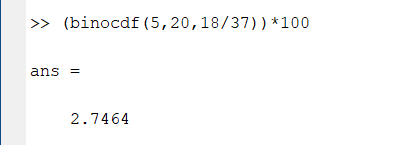 >> (binocdf(5,20,18/37))*100
ans =
2.7464